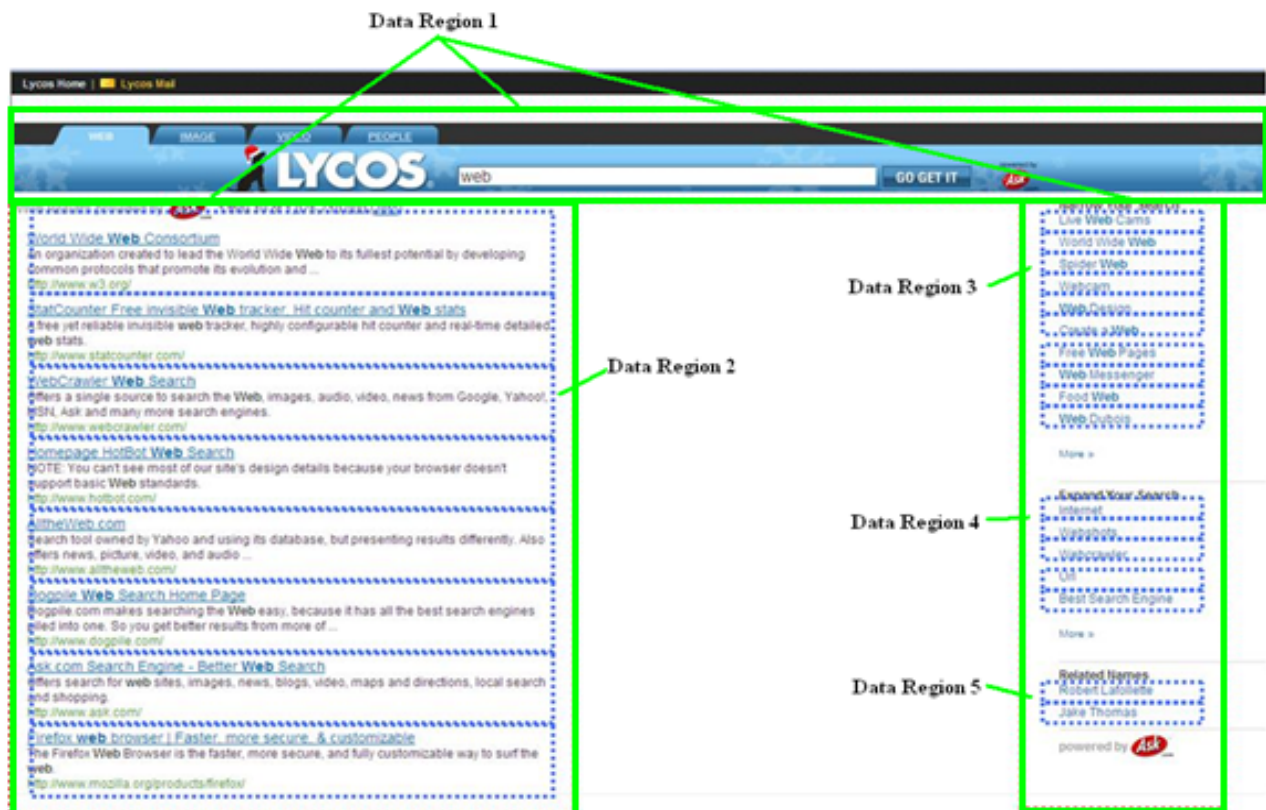 Data Region 1
Lycos Home | Lycos Mail
WEB IMAGE VIDEO PEOPLE
LYCOS web GO GET IT powered by Ask
Ask
World Wide Web Consortium
An organization created to lead the World Wide Web to its fullest potential by developing
common protocols that promote its evolution and ...
http://www.w3.org/
StatCounter Free invisible Web tracker, Hit counter and Web stats
A free yet reliable invisible web tracker, highly configurable hit counter and real-time detailed
web stats.
http://www.statcounter.com/
WebCrawler Web Search
Offers a single source to search the Web, images, audio, video, news from Google, Yahoo!,
MSN, Ask and many more search engines.
http://www.webcrawler.com/
Homepage HotBot Web Search
NOTE: You can't see most of our site's design details because your browser doesn't
support basic Web standards.
http://www.hotbot.com/
AlltheWeb.com
Search tool owned by Yahoo and using its database, but presenting results differently. Also
offers news, picture, video, and audio ...
http://www.alltheweb.com/
Dogpile Web Search Home Page
Dogpile.com makes searching the Web easy, because it has all the best search engines
piled into one. So you get better results from more of ...
http://www.dogpile.com/
Ask.com Search Engine - Better Web Search
Offers search for web sites, images, news, blogs, video, maps and directions, local search
and shopping.
http://www.ask.com/
Firefox web browser | Faster, more secure, & customizable
The Firefox Web Browser is the faster, more secure, and fully customizable way to surf the
web.
http://www.mozilla.org/products/firefox/
Data Region 2
Data Region 3
Narrow Your Search
Live Web Cams
World Wide Web
Spider Web
Webcam
Web Design
Create a Web
Free Web Pages
Web Messenger
Food Web
Web Dubois
More »
Data Region 4
Expand Your Search
Internet
Webshots
Webcrawler
Url
Best Search Engine
More »
Data Region 5
Related Names
Robert Lafollette
Jake Thomas
powered by Ask